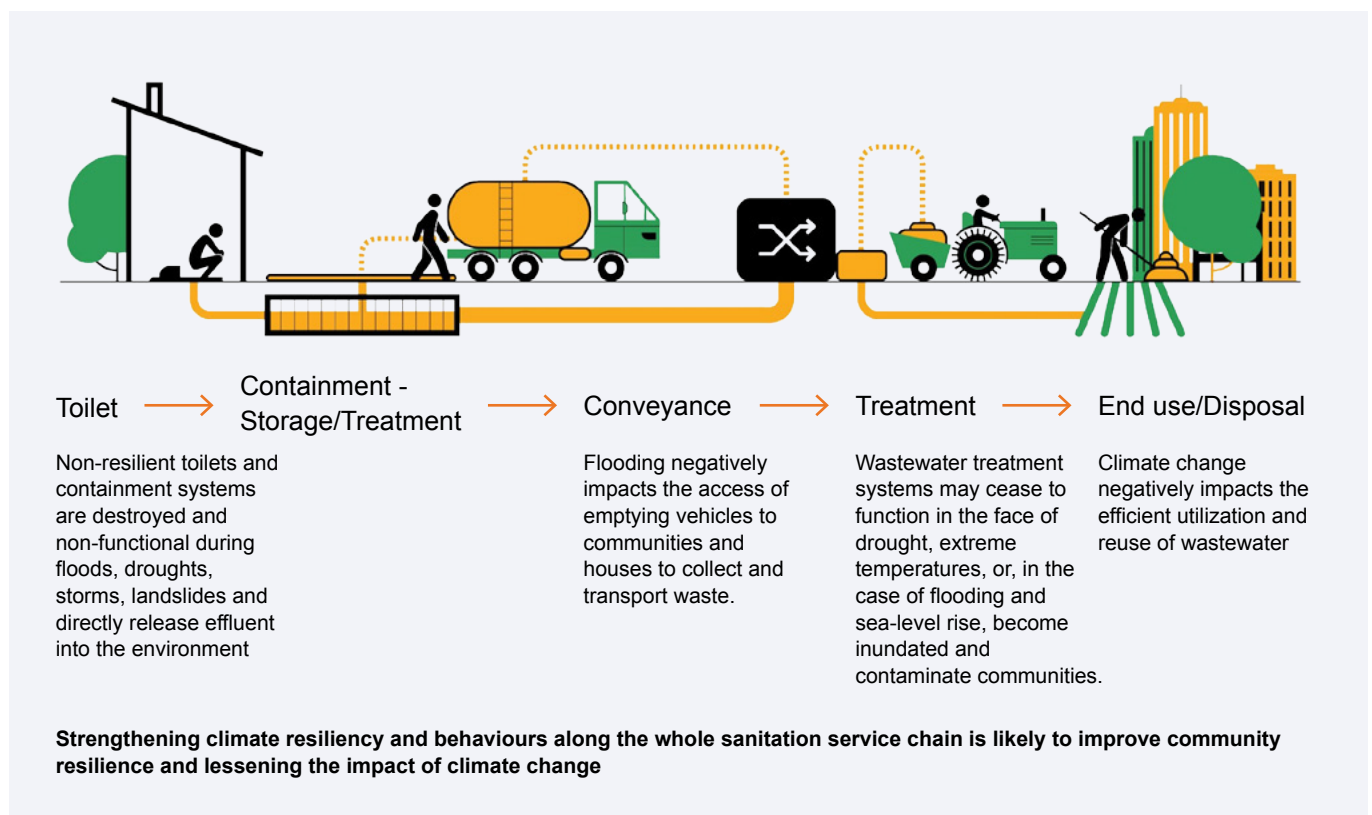 Toilet
Containment -
Storage/Treatment
Conveyance
Treatment
End use/Disposal
Non-resilient toilets and
containment systems
are destroyed and
non-functional during
floods, droughts,
storms, landslides and
directly release effluent
into the environment
Flooding negatively
impacts the access of
emptying vehicles to
communities and
houses to collect and
transport waste.
Wastewater treatment
systems may cease to
function in the face of
drought, extreme
temperatures, or, in the
case of flooding and
sea-level rise, become
inundated and
contaminate communities.
Climate change
negatively impacts the
efficient utilization and
reuse of wastewater
Strengthening climate resiliency and behaviours along the whole sanitation service chain is likely to improve community
resilience and lessening the impact of climate change